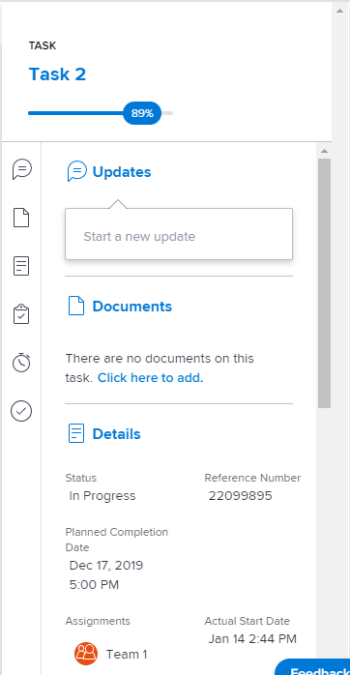 TASK
Task 2
89%
Updates
Start a new update
Documents
There are no documents on this
task. Click here to add.
Details
Status
In Progress
Reference Number
22099895
Planned Completion
Date
Dec 17, 2019
5:00 PM
Assignments
Team 1
Actual Start Date
Jan 14 2:44 PM
Feedback